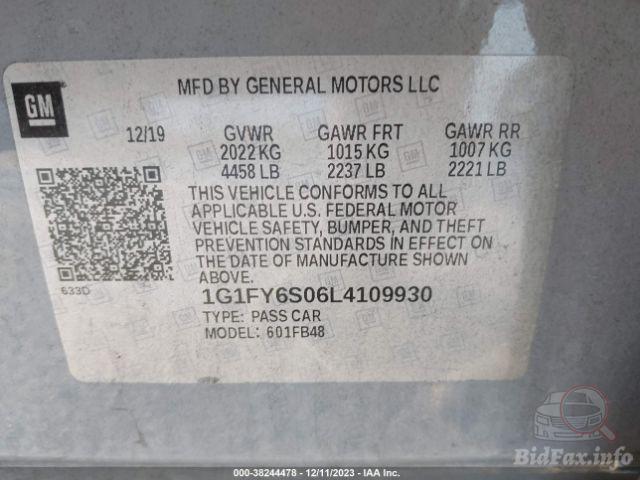 GM
MFD BY GENERAL MOTORS LLC
12/19 GVWR GAWR FRT GAWR RR
2022 KG 1015 KG 1007 KG
4458 LB 2237 LB 2221 LB
THIS VEHICLE CONFORMS TO ALL
APPLICABLE U.S. FEDERAL MOTOR
VEHICLE SAFETY, BUMPER, AND THEFT
PREVENTION STANDARDS IN EFFECT ON
THE DATE OF MANUFACTURE SHOWN
ABOVE.
633D
1G1FY6S06L4109930
TYPE: PASS CAR
MODEL: 601FB48
BidFax.info
000-38244478 - 12/11/2023 - IAA Inc.